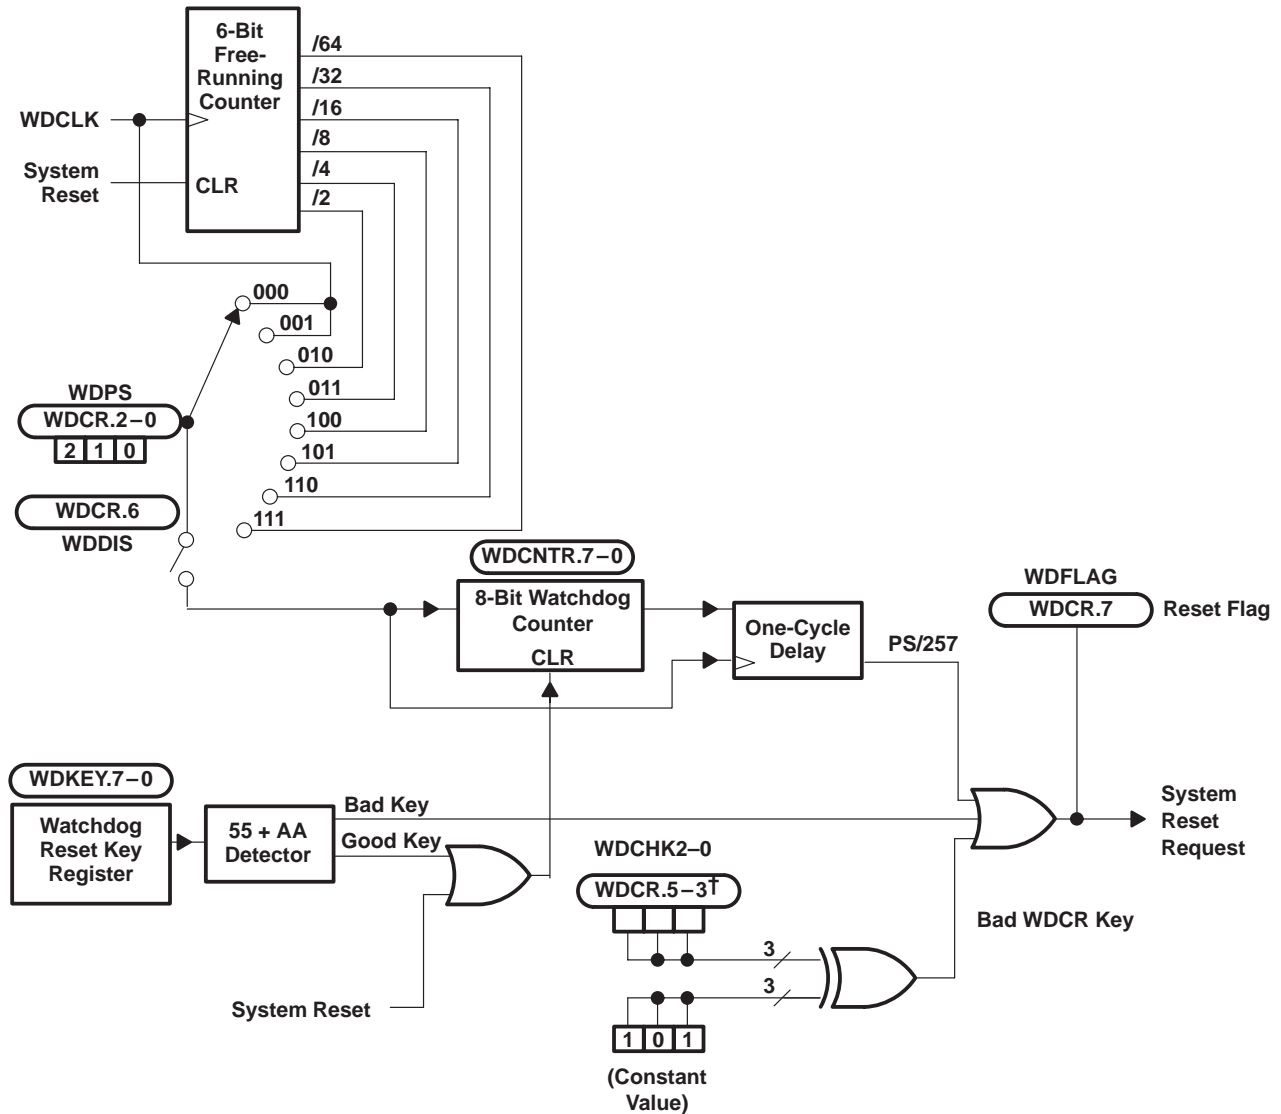 6-Bit
Free-
Running
Counter
/64
/32
/16
/8
/4
/2
WDCLK
System
Reset
CLR
000
001
010
011
100
101
110
111
WDPS
WDCR.2–0
2 1 0
WDCR.6
WDDIS
WDCNTR.7–0
8-Bit Watchdog
Counter
CLR
One-Cycle
Delay
PS/257
WDFLAG
WDCR.7
Reset Flag
WDKEY.7–0
Watchdog
Reset Key
Register
55 + AA
Detector
Bad Key
Good Key
System Reset
WDCHK2–0
WDCR.5–3†
3
3
1 0 1
(Constant
Value)
Bad WDCR Key
System
Reset
Request